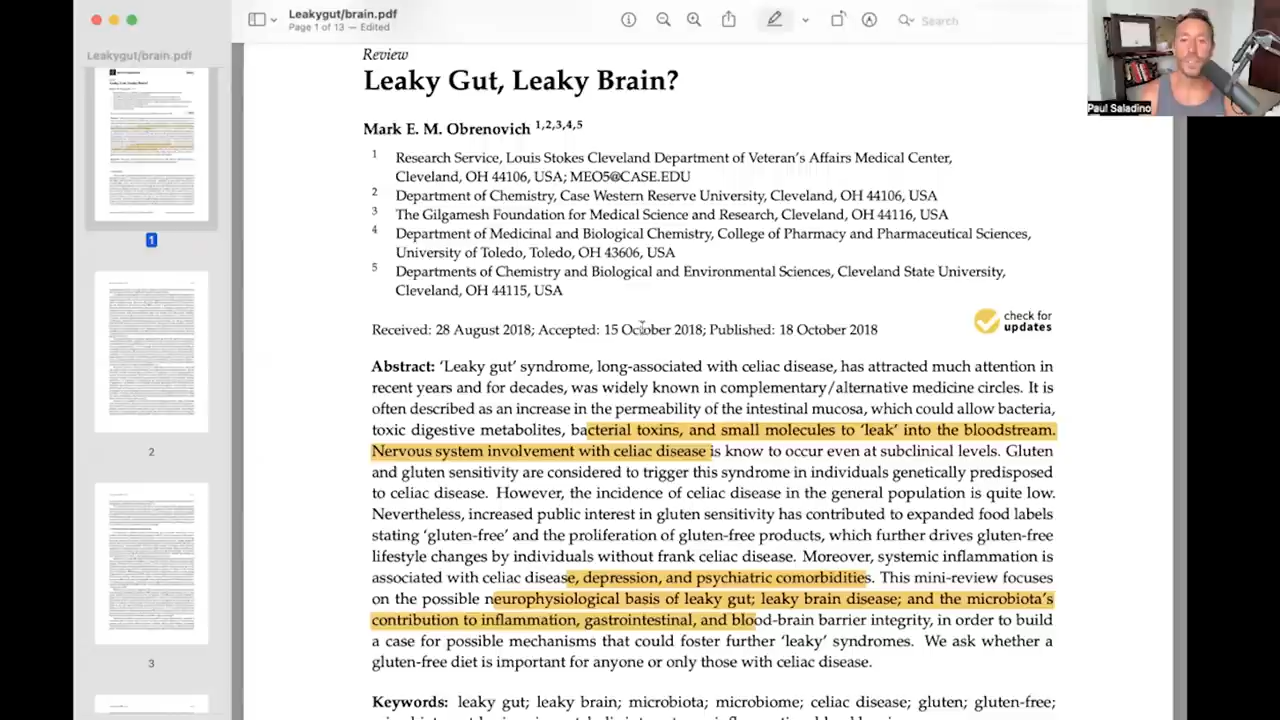 Leakygut/brain.pdf
Page 1 of 13 – Edited
Search
Leakygut/brain.pdf
1
2
3
Paul Saladino
Review
Leaky Gut, Leaky Brain?
Mark E. M. Obrenovich 1,2,3,4,5
1 Research Service, Louis Stokes Cleveland Department of Veteran's Affairs Medical Center,
Cleveland, OH 44106, USA; MEO5@CASE.EDU
2 Department of Chemistry, Case Western Reserve University, Cleveland, OH 44106, USA
3 The Gilgamesh Foundation for Medical Science and Research, Cleveland, OH 44116, USA
4 Department of Medicinal and Biological Chemistry, College of Pharmacy and Pharmaceutical Sciences,
University of Toledo, Toledo, OH 43606, USA
5 Departments of Chemistry and Biological and Environmental Sciences, Cleveland State University,
Cleveland, OH 44115, USA
Received: 28 August 2018; Accepted: 15 October 2018; Published: 18 October 2018
check for
updates
Abstract: 'Leaky gut' syndrome, long-associated with celiac disease, has attracted much attention in
recent years and for decades, was widely known in complementary/alternative medicine circles. It is
often described as an increase in the permeability of the intestinal mucosa, which could allow bacteria,
toxic digestive metabolites, bacterial toxins, and small molecules to 'leak' into the bloodstream.
Nervous system involvement with celiac disease is know to occur even at subclinical levels. Gluten
and gluten sensitivity are considered to trigger this syndrome in individuals genetically predisposed
to celiac disease. However, the incidence of celiac disease in the general population is quite low.
Nevertheless, increased public interest in gluten sensitivity has contributed to expanded food labels
stating 'gluten-free' and the proliferation of gluten-free products, which further drives gluten-free
lifestyle changes by individuals without frank celiac disease. Moreover, systemic inflammation is
associated with celiac disease, depression, and psychiatric comorbidities. This mini-review focuses
on the possible neurophysiological basis of leaky gut; leaky brain disease; and the microbiota's
contribution to inflammation, gastrointestinal, and blood-brain barrier integrity, in order to build
a case for possible mechanisms that could foster further 'leaky' syndromes. We ask whether a
gluten-free diet is important for anyone or only those with celiac disease.
Keywords: leaky gut; leaky brain; microbiota; microbiome; celiac disease; gluten; gluten-free;